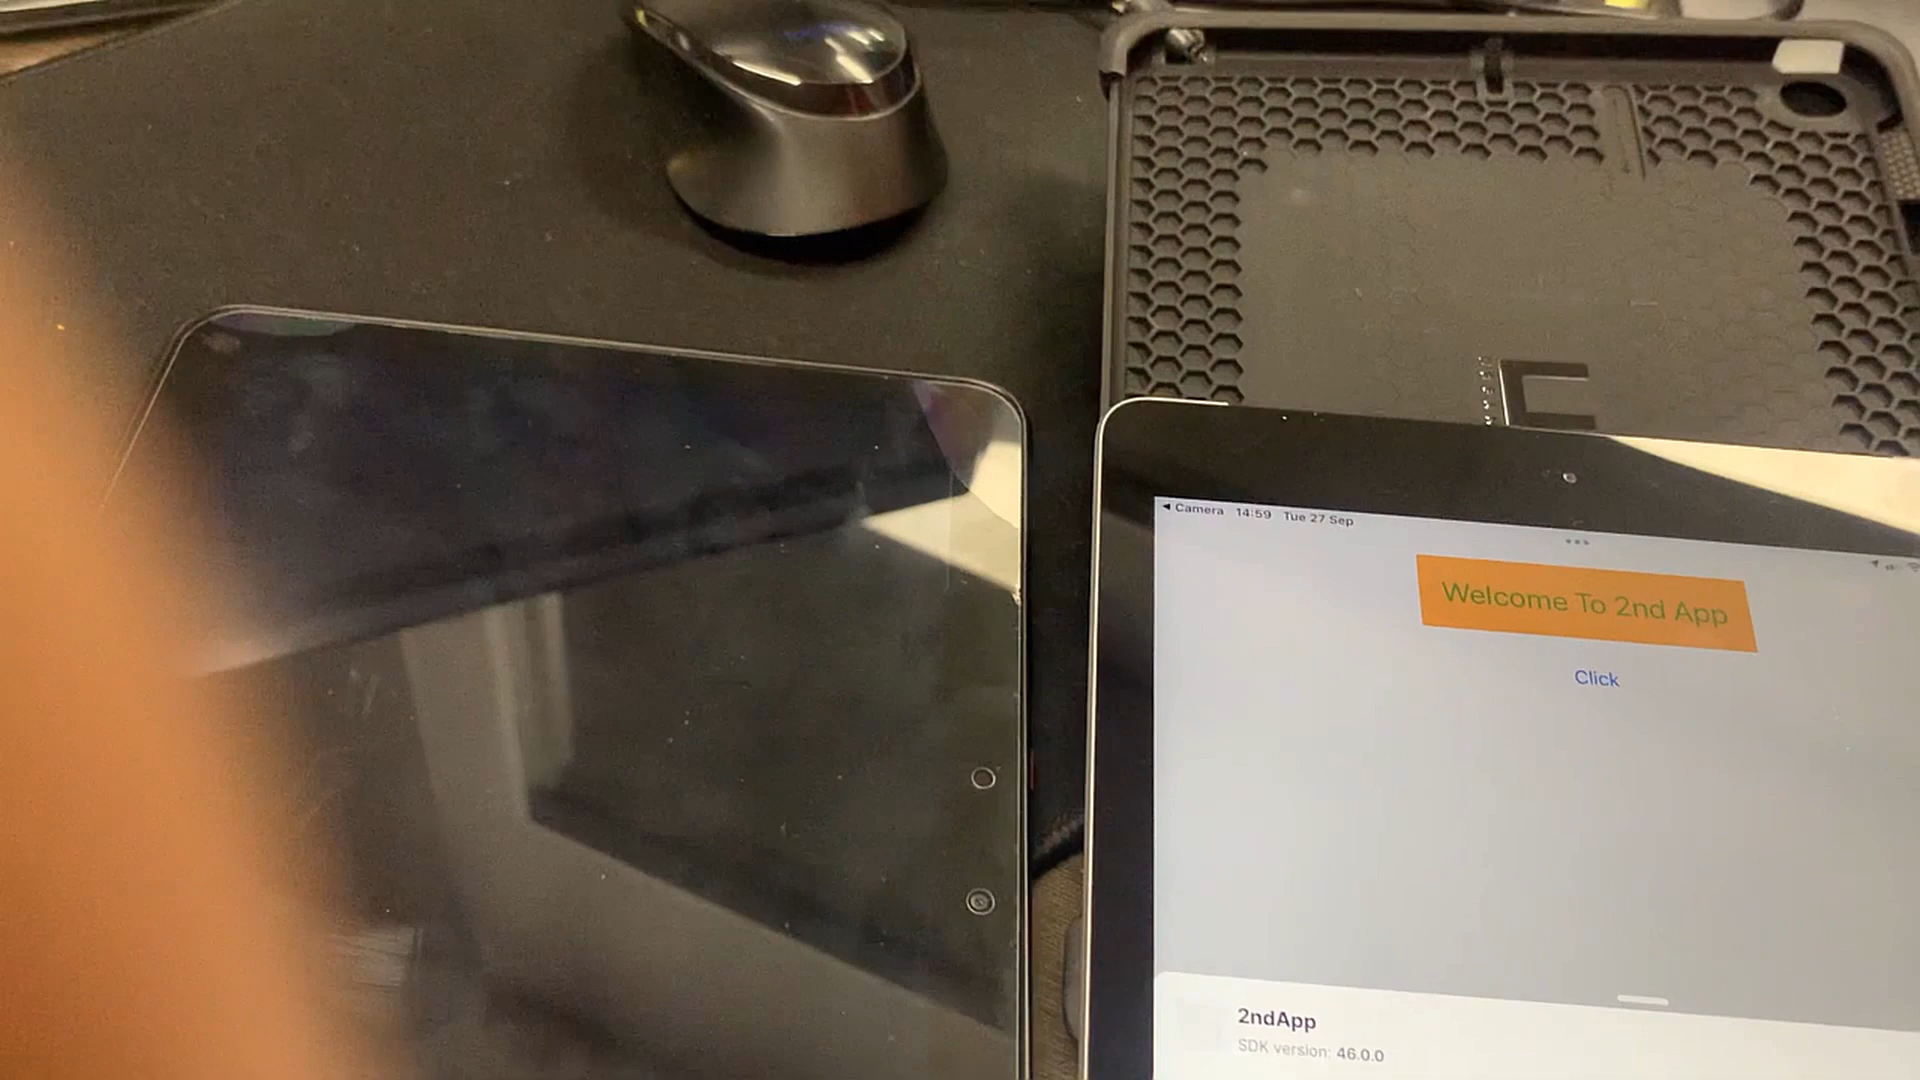 ◀ Camera 14:59 Tue 27 Sep
Welcome To 2nd App
Click
2ndApp
SDK version: 46.0.0